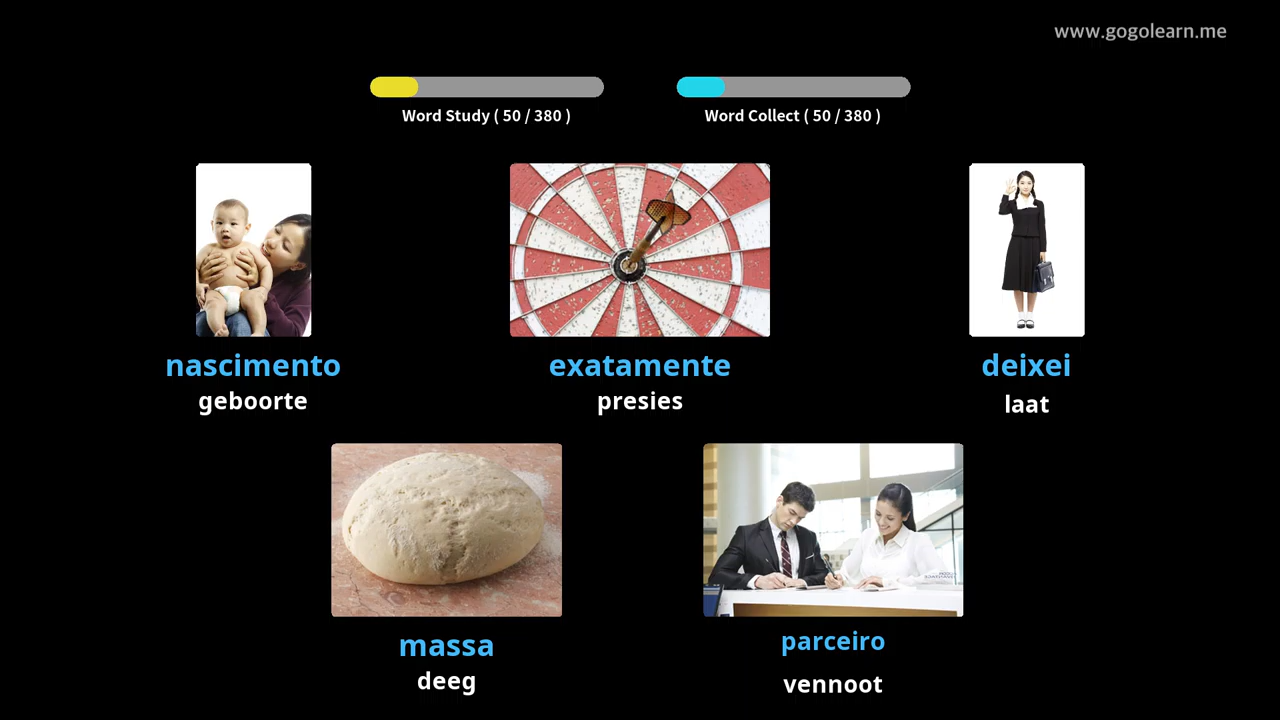 www.gogolearn.me
Word Study ( 50 / 380 )
Word Collect ( 50 / 380 )
nascimento
geboorte
exatamente
presies
deixei
laat
massa
deeg
parceiro
vennoot